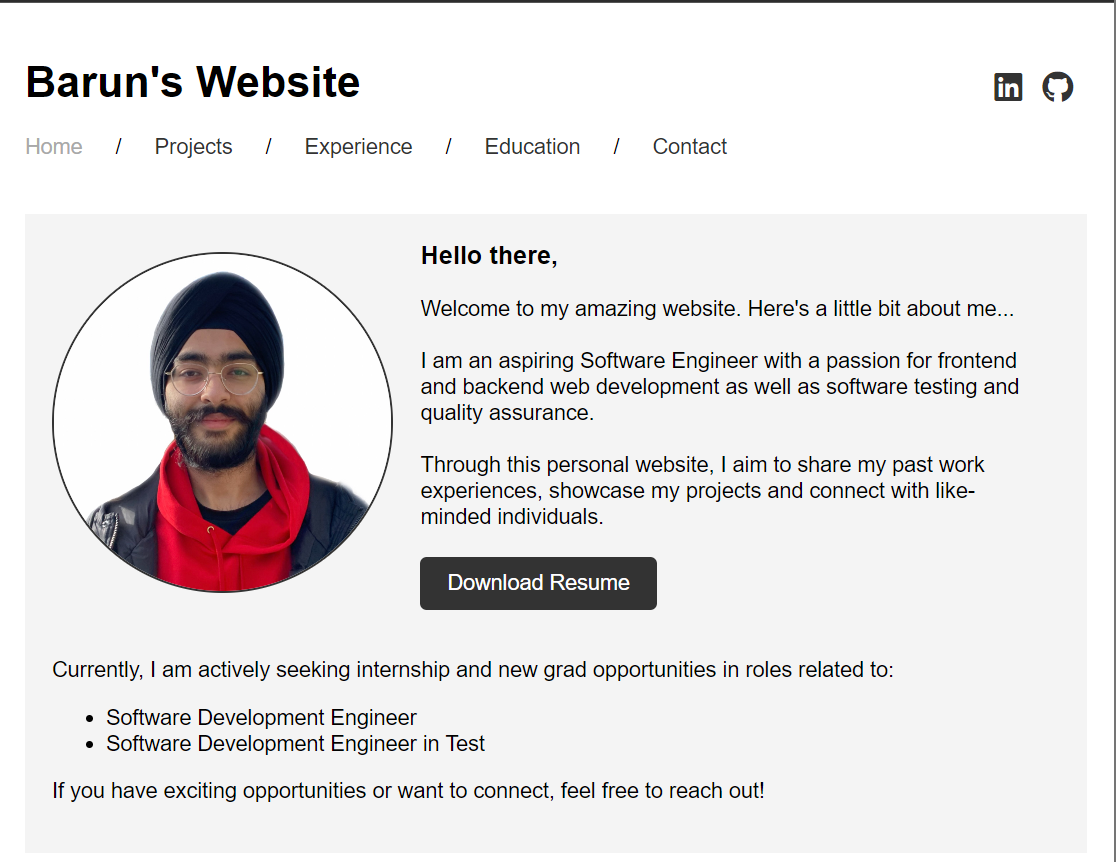 Barun's Website
in
Home / Projects / Experience / Education / Contact
Hello there,
Welcome to my amazing website. Here's a little bit about me...
I am an aspiring Software Engineer with a passion for frontend
and backend web development as well as software testing and
quality assurance.
Through this personal website, I aim to share my past work
experiences, showcase my projects and connect with like-
minded individuals.
Download Resume
Currently, I am actively seeking internship and new grad opportunities in roles related to:
• Software Development Engineer
• Software Development Engineer in Test
If you have exciting opportunities or want to connect, feel free to reach out!